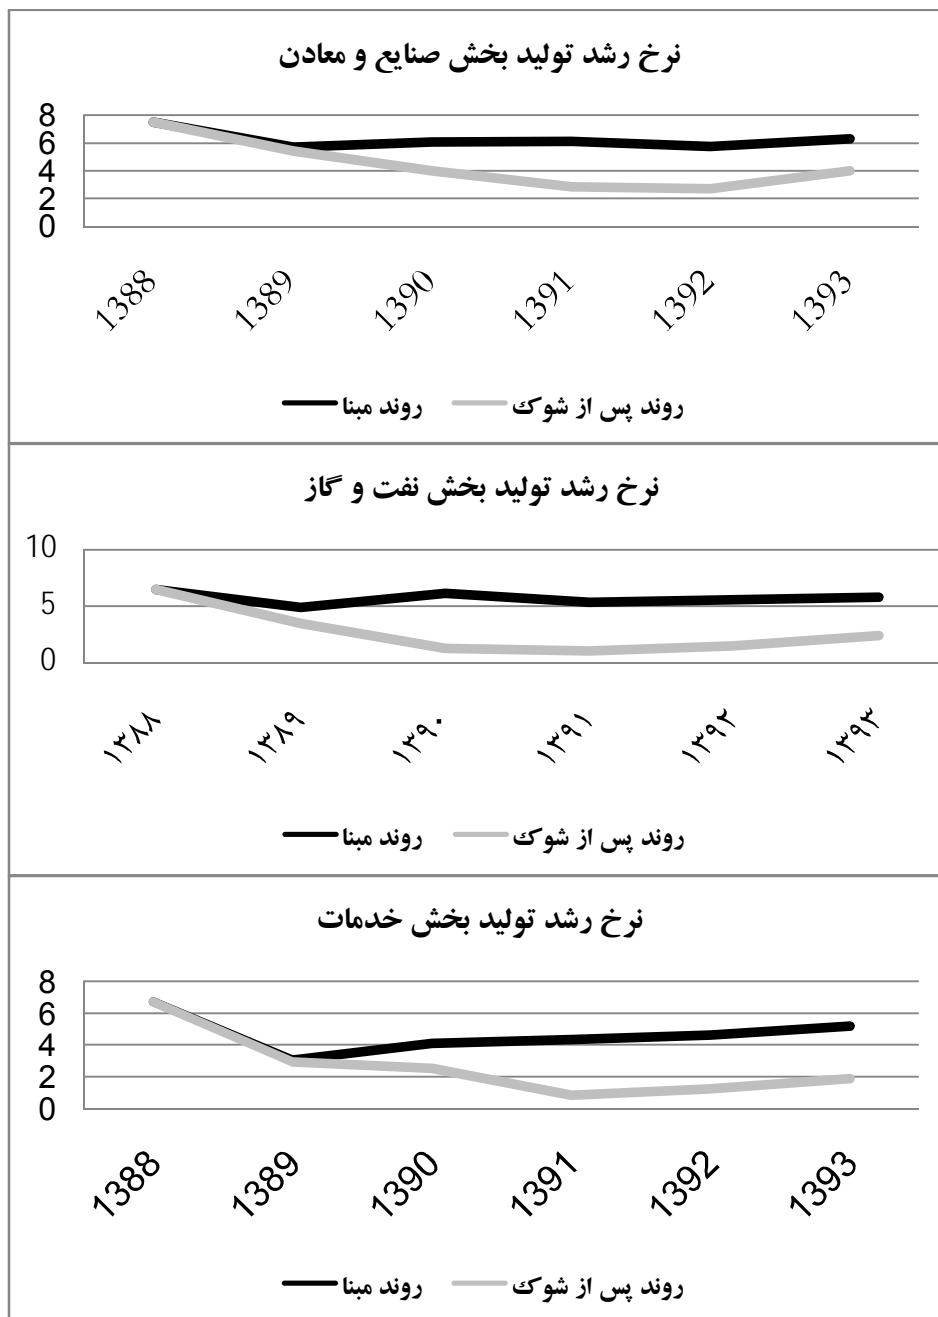 نرخ رشد تولید بخش صنایع و معادن
8
6
4
2
0
1388 1389 1390 1391 1392 1393
روند مبنا روند پس از شوك
نرخ رشد تولید بخش نفت و گاز
10
5
0
۱۳۸۸ ۱۳۸۹ ۱۳۹۰ ۱۳۹۱ ۱۳۹۲ ۱۳۹۳
روند مبنا روند پس از شوك
نرخ رشد تولید بخش خدمات
8
6
4
2
0
1388 1389 1390 1391 1392 1393
روند مبنا روند پس از شوك